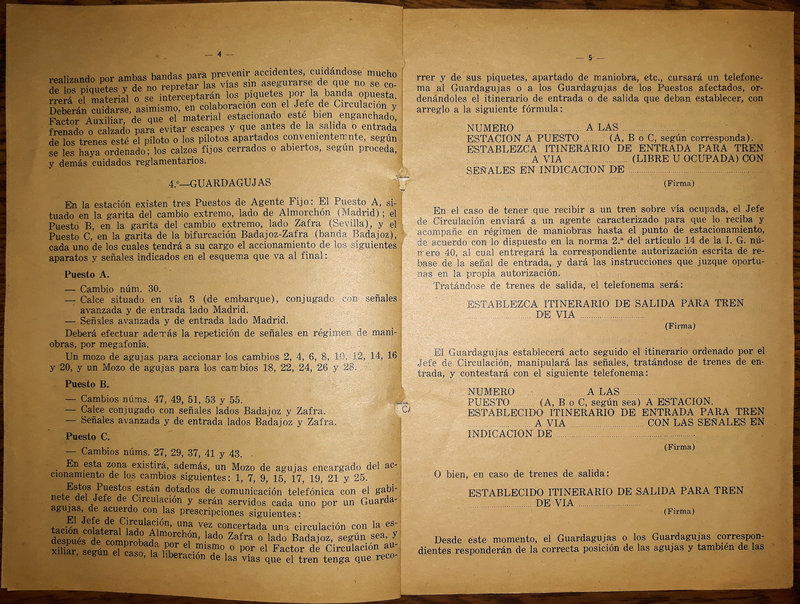 — 4 —
realizando por ambas bandas para prevenir accidentes, cuidándose mucho
de los piquetes y de no repretar las vías sin asegurarse de que no se co-
rrerá el material o se interceptarán los piquetes por la banda opuesta.
Deberán cuidarse, asimismo, en colaboración con el Jefe de Circulación y
Factor Auxiliar, de que el material estacionado esté bien enganchado,
frenado o calzado para evitar escapes y que antes de la salida o entrada
de los trenes esté el piloto o los pilotos apartados convenientemente, según
se les haya ordenado; los calzos fijos cerrados o abiertos, según proceda,
y demás cuidados reglamentarios.
4.º—GUARDAGUJAS
En la estación existen tres Puestos de Agente Fijo: El Puesto A, si-
tuado en la garita del cambio extremo, lado de Almorchón (Madrid); el
Puesto B, en la garita del cambio extremo, lado Zafra (Sevilla), y el
Puesto C, en la garita de la bifurcación Badajoz-Zafra (banda Badajoz),
cada uno de los cuales tendrá a su cargo el accionamiento de los siguientes
aparatos y señales indicados en el esquema que va al final:
Puesto A.
— Cambio núm. 30.
— Calce situado en vía 3 (de embarque), conjugado con señales
avanzada y de entrada lado Madrid.
— Señales avanzada y de entrada lado Madrid.
Deberá efectuar además la repetición de señales en régimen de mani-
obras, por megafonía.
Un mozo de agujas para accionar los cambios 2, 4, 6, 8, 10, 12, 14, 16
y 20, y un Mozo de agujas para los cambios 18, 22, 24, 26 y 28.
Puesto B.
— Cambios núms. 47, 49, 51, 53 y 55.
— Calce conjugado con señales lados Badajoz y Zafra.
— Señales avanzada y de entrada lados Badajoz y Zafra.
Puesto C.
— Cambios núms. 27, 29, 37, 41 y 43.
En esta zona existirá, además, un Mozo de agujas encargado del ac-
cionamiento de los cambios siguientes: 1, 7, 9, 15, 17, 19, 21 y 25.
Estos Puestos están dotados de comunicación telefónica con el gabi-
nete del Jefe de Circulación y serán servidos cada uno por un Guarda-
agujas, de acuerdo con las prescripciones siguientes:
El Jefe de Circulación, una vez concertada una circulación con la es-
tación colateral lado Almorchón, lado Zafra o lado Badajoz, según sea, y
después de comprobada por el mismo o por el Factor de Circulación au-
xiliar, según el caso, la liberación de las vías que el tren tenga que reco-
— 5 —
rrer y de sus piquetes, apartado de maniobra, etc., cursará un telefone-
ma al Guardagujas o a los Guardagujas de los Puestos afectados, or-
denándoles el itinerario de entrada o de salida que deban establecer, con
arreglo a la siguiente fórmula:
NUMERO A LAS
ESTACION A PUESTO (A, B o C, según corresponda).
ESTABLEZCA ITINERARIO DE ENTRADA PARA TREN
A VIA (LIBRE U OCUPADA) CON
SEÑALES EN INDICACION DE
(Firma)
En el caso de tener que recibir a un tren sobre vía ocupada, el Jefe
de Circulación enviará a un agente caracterizado para que lo reciba y
acompañe en régimen de maniobras hasta el punto de estacionamiento,
de acuerdo con lo dispuesto en la norma 2.ª del artículo 14 de la I. G. nú-
mero 40, al cual entregará la correspondiente autorización escrita de re-
base de la señal de entrada, y dará las instrucciones que juzque oportu-
nas en la propia autorización.
Tratándose de trenes de salida, el telefonema será:
ESTABLEZCA ITINERARIO DE SALIDA PARA TREN
DE VIA
(Firma)
El Guardagujas establecerá acto seguido el itinerario ordenado por el
Jefe de Circulación, manipulará las señales, tratándose de trenes de en-
trada, y contestará con el siguiente telefonema:
NUMERO A LAS
PUESTO (A, B o C, según sea) A ESTACION.
ESTABLECIDO ITINERARIO DE ENTRADA PARA TREN
A VIA CON LAS SEÑALES EN
INDICACION DE
(Firma)
O bien, en caso de trenes de salida:
ESTABLECIDO ITINERARIO DE SALIDA PARA TREN
DE VIA
(Firma)
Desde este momento, el Guardagujas o los Guardagujas correspon-
dientes responderán de la correcta posición de las agujas y también de las